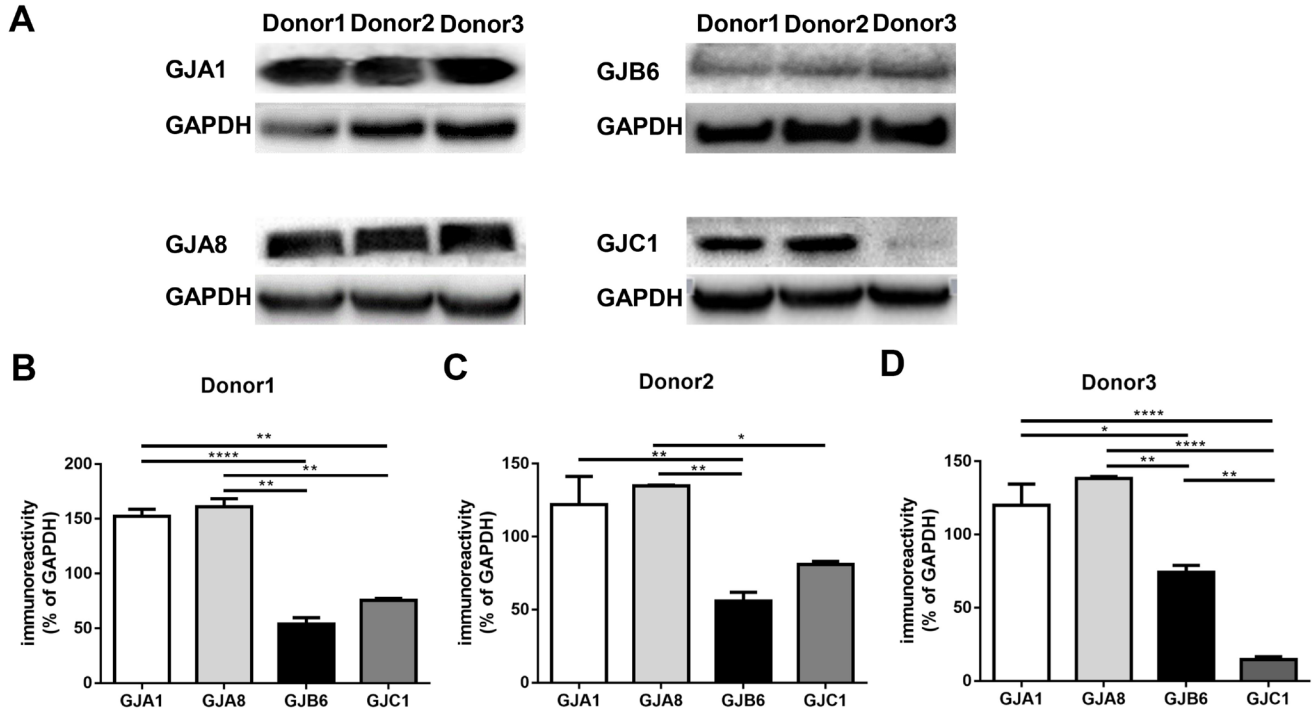 A
Donor1 Donor2 Donor3
GJA1
GAPDH
GJA8
GAPDH
Donor1 Donor2 Donor3
GJB6
GAPDH
GJC1
GAPDH
B
Donor1
immunoreactivity
(% of GAPDH)
200
150
100
50
0
**
****
**
**
GJA1 GJA8 GJB6 GJC1
C
Donor2
immunoreactivity
(% of GAPDH)
150
100
50
0
*
**
**
GJA1 GJA8 GJB6 GJC1
D
Donor3
immunoreactivity
(% of GAPDH)
150
100
50
0
****
*
****
**
**
GJA1 GJA8 GJB6 GJC1